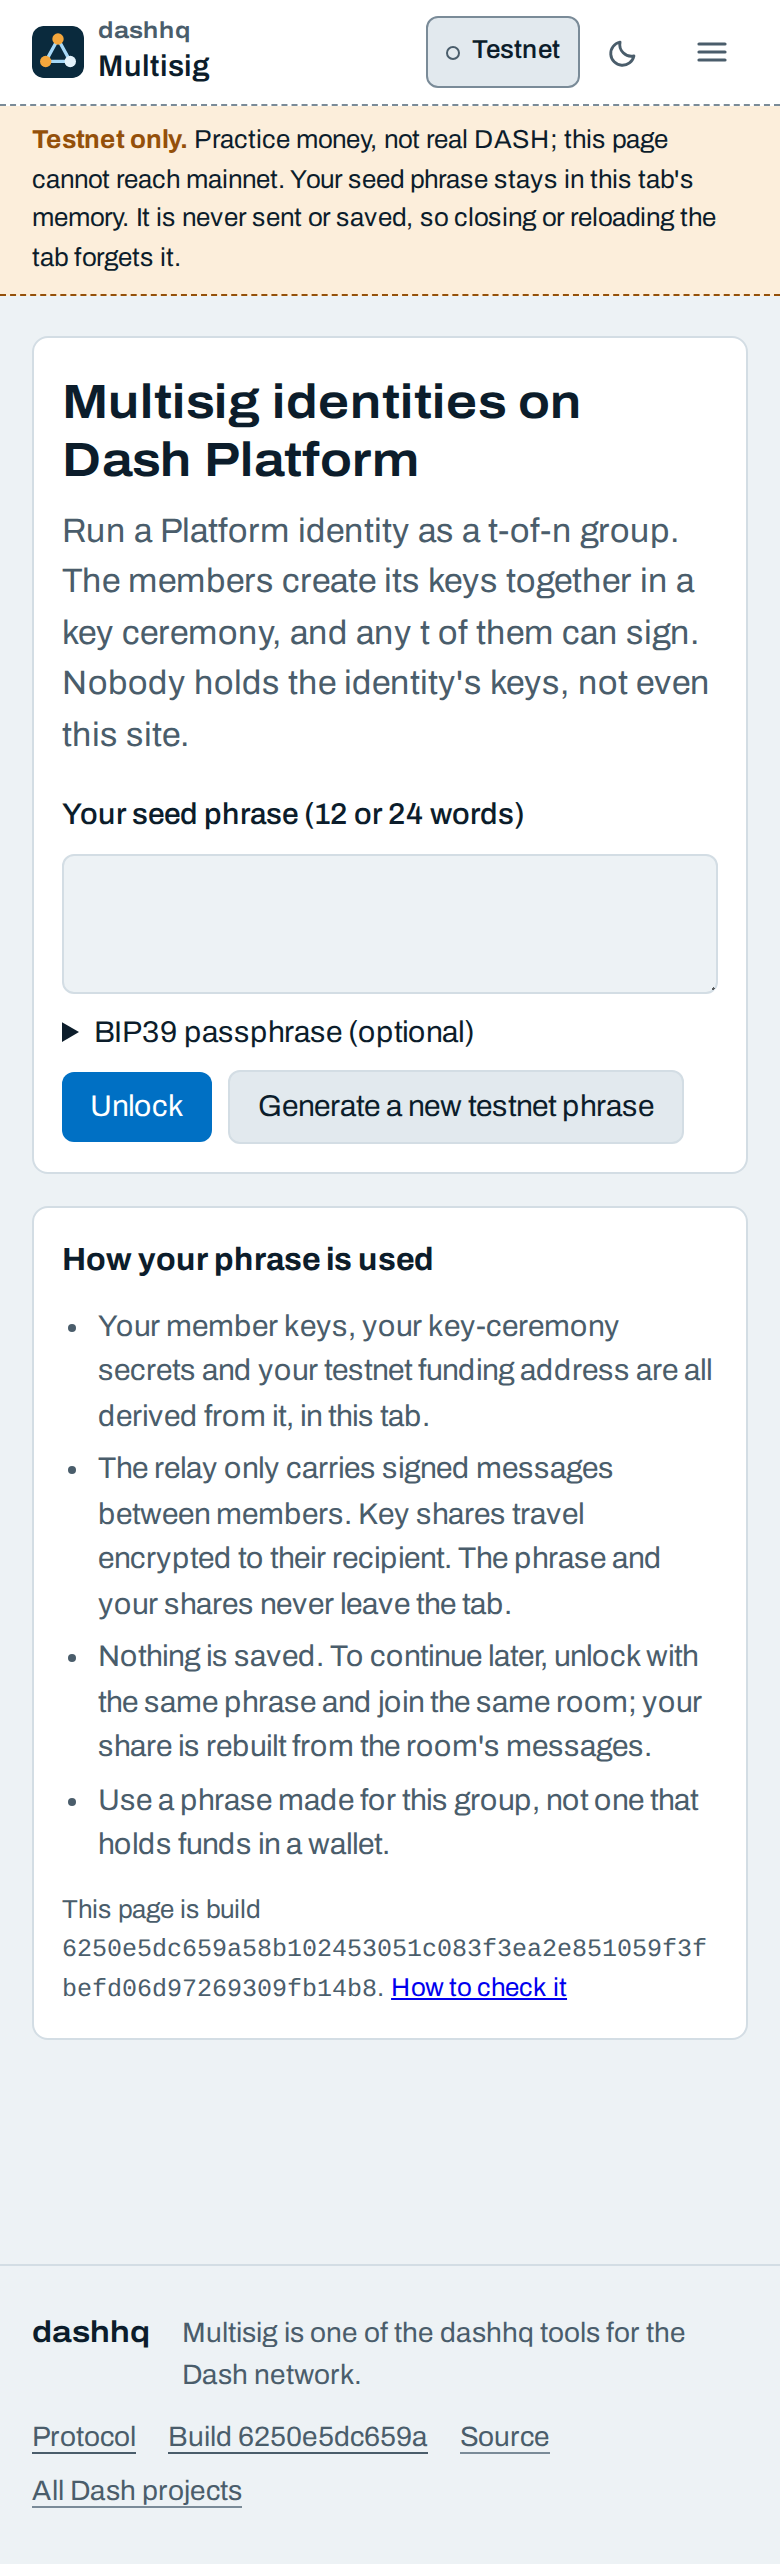 dashhq
Multisig
Testnet
Testnet only. Practice money, not real DASH; this page
cannot reach mainnet. Your seed phrase stays in this tab's
memory. It is never sent or saved, so closing or reloading the
tab forgets it.
Multisig identities on
Dash Platform
Run a Platform identity as a t-of-n group.
The members create its keys together in a
key ceremony, and any t of them can sign.
Nobody holds the identity's keys, not even
this site.
Your seed phrase (12 or 24 words)
BIP39 passphrase (optional)
Unlock
Generate a new testnet phrase
How your phrase is used
• Your member keys, your key-ceremony
secrets and your testnet funding address are all
derived from it, in this tab.
• The relay only carries signed messages
between members. Key shares travel
encrypted to their recipient. The phrase and
your shares never leave the tab.
• Nothing is saved. To continue later, unlock with
the same phrase and join the same room; your
share is rebuilt from the room's messages.
• Use a phrase made for this group, not one that
holds funds in a wallet.
This page is build
6250e5dc659a58b102453051c083f3ea2e851059f3f
befd06d97269309fb14b8. How to check it
dashhq
Multisig is one of the dashhq tools for the
Dash network.
Protocol Build 6250e5dc659a Source
All Dash projects